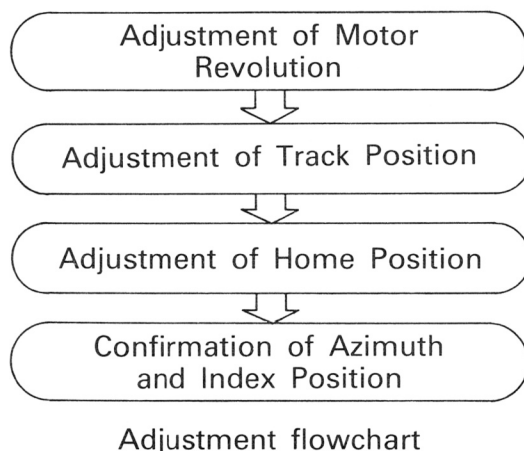 Adjustment of Motor
Revolution
Adjustment of Track Position
Adjustment of Home Position
Confirmation of Azimuth
and Index Position
Adjustment flowchart